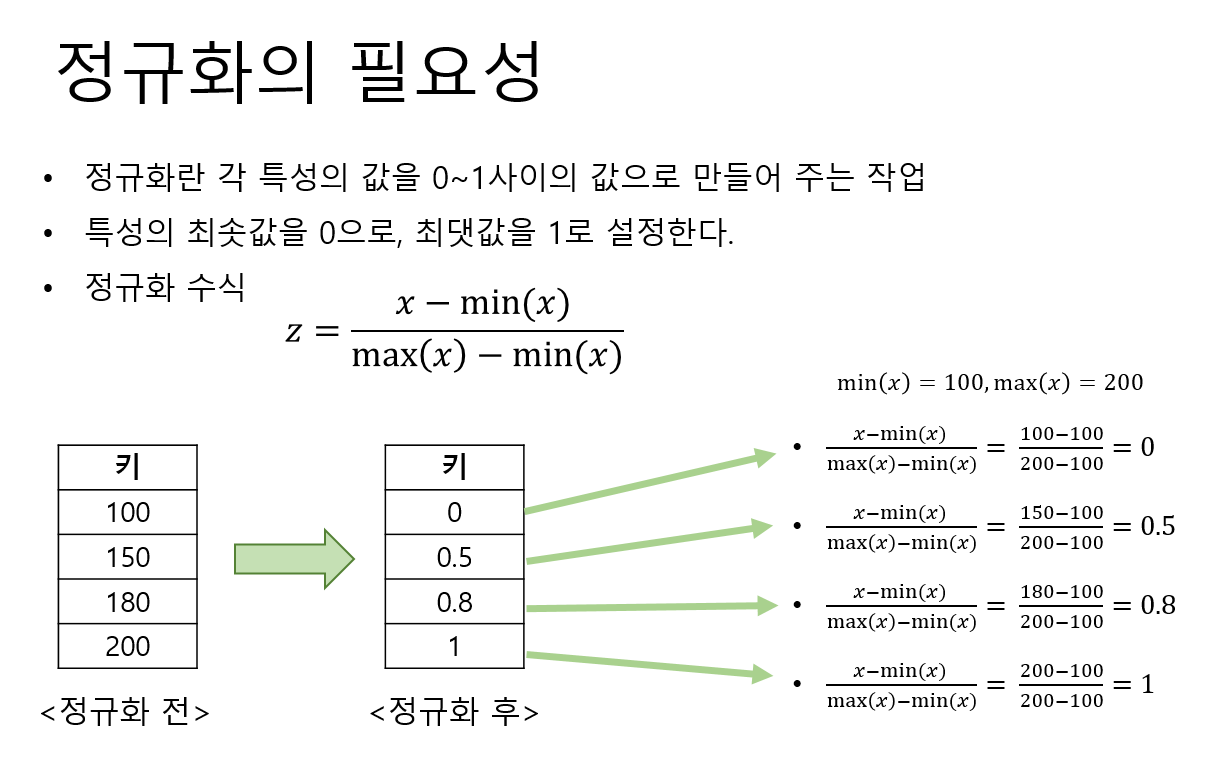 정규화의 필요성
• 정규화란 각 특성의 값을 0~1사이의 값으로 만들어 주는 작업
• 특성의 최솟값을 0으로, 최댓값을 1로 설정한다.
• 정규화 수식
z = \frac{x − min(x)}{max(x) − min(x)}
min(x) = 100, max(x) = 200
• \frac{x−min(x)}{max(x)−min(x)} = \frac{100−100}{200−100} = 0
• \frac{x−min(x)}{max(x)−min(x)} = \frac{150−100}{200−100} = 0.5
• \frac{x−min(x)}{max(x)−min(x)} = \frac{180−100}{200−100} = 0.8
• \frac{x−min(x)}{max(x)−min(x)} = \frac{200−100}{200−100} = 1
키
100
150
180
200
<정규화 전>
키
0
0.5
0.8
1
<정규화 후>